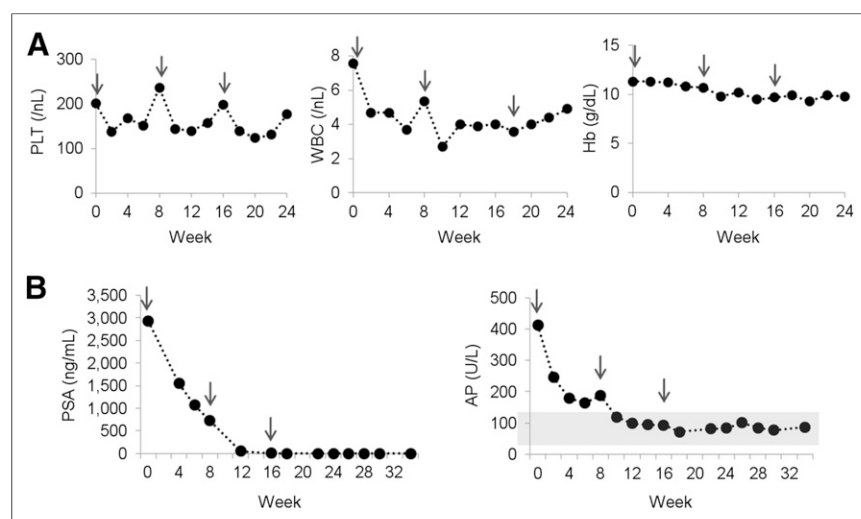 A
PLT (/nL)
300
200
100
0
0 4 8 12 16 20 24
Week
WBC (/nL)
8
6
4
2
0
0 4 8 12 16 20 24
Week
Hb (g/dL)
15
10
5
0
0 4 8 12 16 20 24
Week
B
PSA (ng/mL)
3,500
3,000
2,500
2,000
1,500
1,000
500
0
0 4 8 12 16 20 24 28 32
Week
AP (U/L)
500
400
300
200
100
0
0 4 8 12 16 20 24 28 32
Week